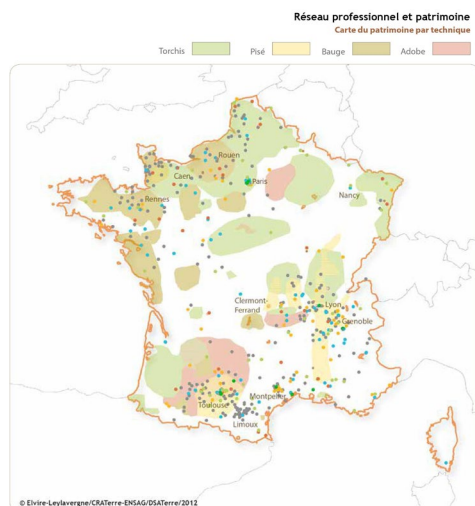 Réseau professionnel et patrimoine
Carte du patrimoine par technique
Torchis Pisé Bauge Adobe
Rouen
Caen
Paris
Nancy
Rennes
Clermont-
Ferrand
Lyon
Grenoble
Montpellier
Toulouse
Limoux
© Elvire-Leylavergne/CRATerre-ENSAG/DSATerre/2012